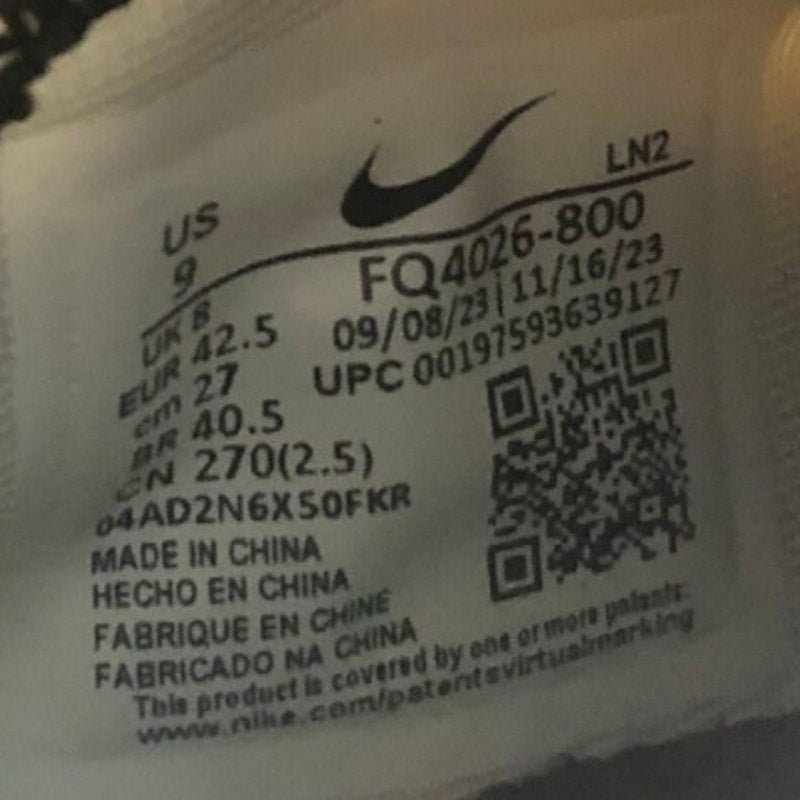 LN2
US
9
FQ4026-800
UK 8
09/08/23|11/16/23
EUR 42.5
UPC 00197593639127
cm 27
BR 40.5
CN 270(2.5)
04AD2N6X50FKR
MADE IN CHINA
HECHO EN CHINA
FABRIQUE EN CHINE
FABRICADO NA CHINA
This product is covered by one or more patents:
www.nike.com/patentsvirtualmarking